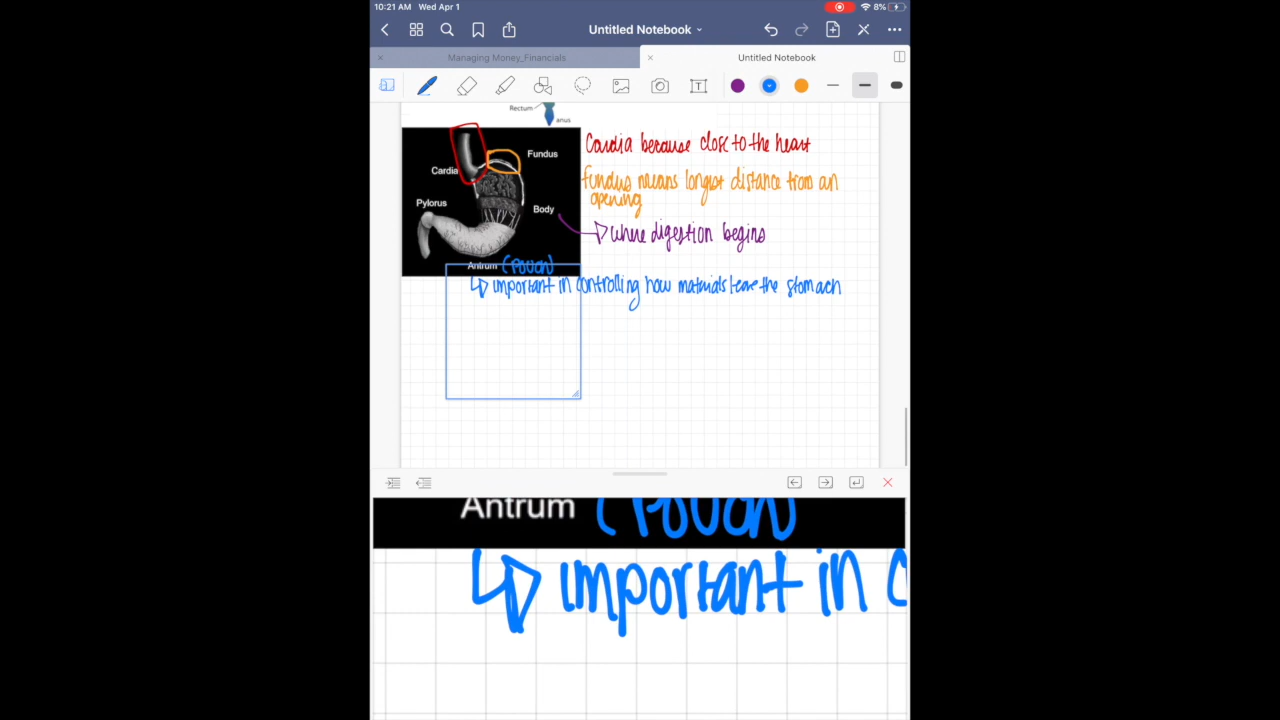 10:21 AM Wed Apr 1
8%
Untitled Notebook
Managing Money_Financials
Untitled Notebook
Rectum
anus
Cardia because close to the heart
Fundus
Cardia
fundus means longest distance from an
opening
Pylorus
Body
where digestion begins
Antrum (POUCH)
important in controlling how materials leave the stomach
Antrum (POUCH)
important in c